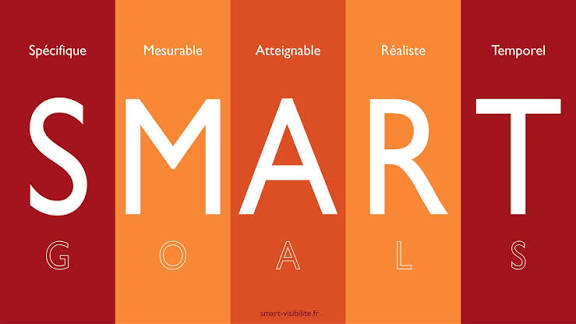 Spécifique Mesurable Atteignable Réaliste Temporel
SMART
GOALS
smart-visibilite.fr